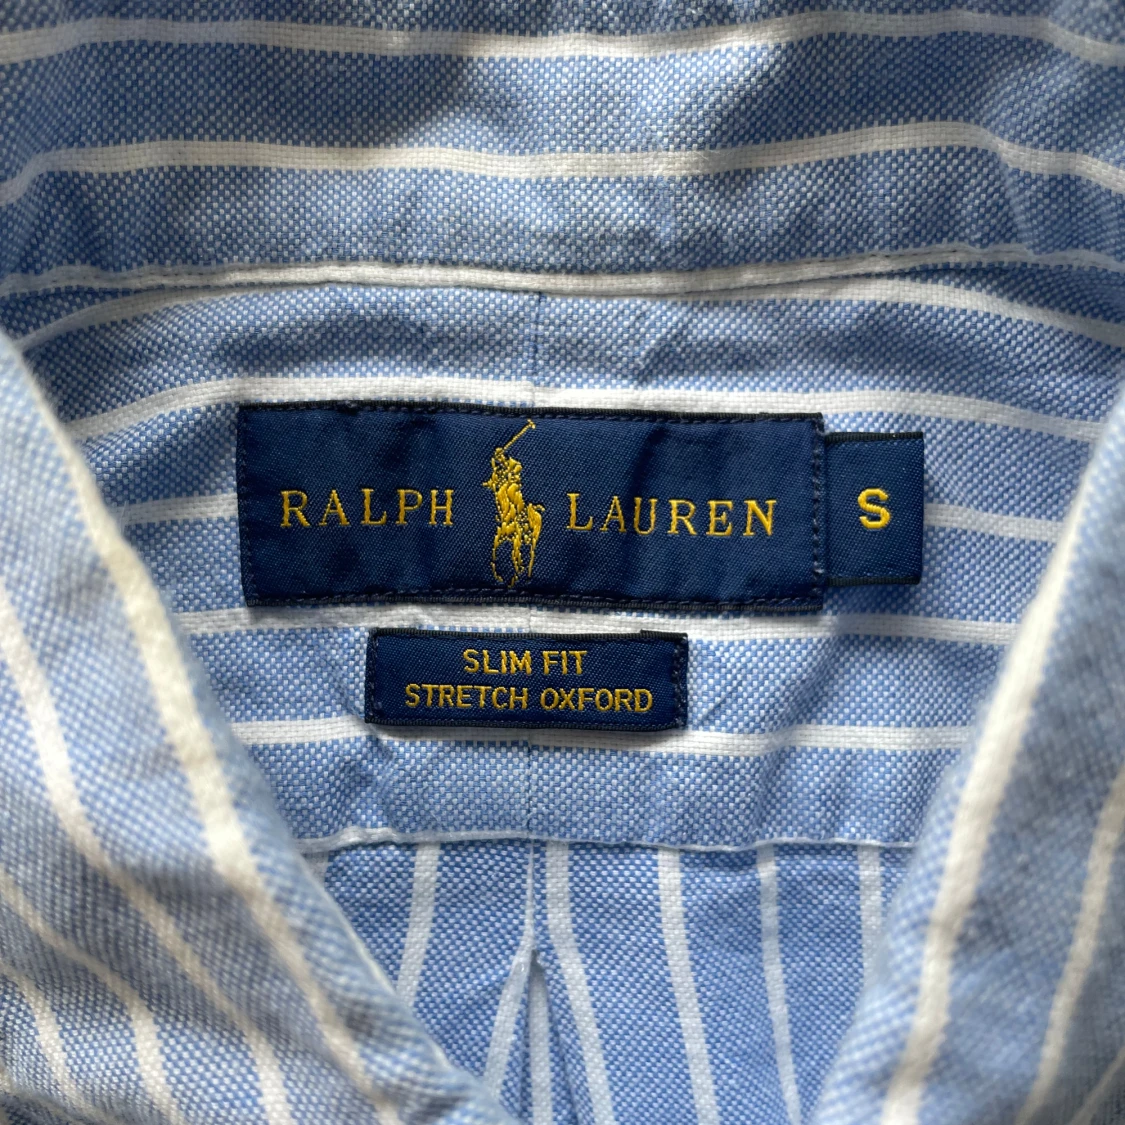 RALPH LAUREN S
SLIM FIT
STRETCH OXFORD